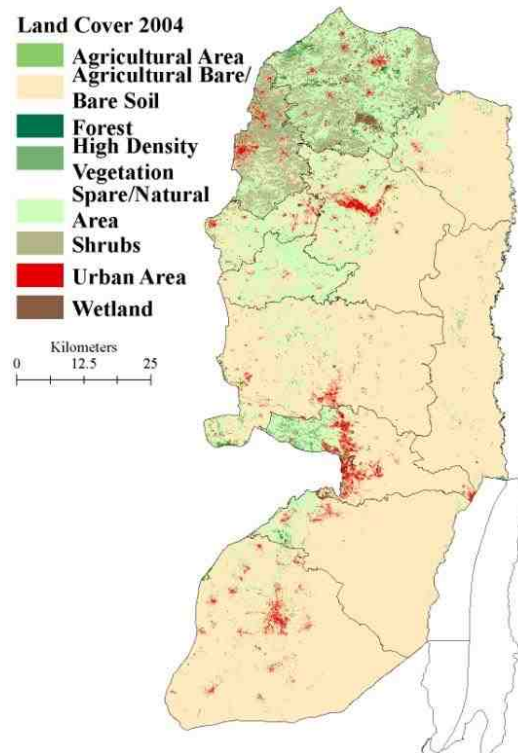 Land Cover 2004
Agricultural Area
Agricultural Bare/
Bare Soil
Forest
High Density
Vegetation
Spare/Natural
Area
Shrubs
Urban Area
Wetland
Kilometers
0 12.5 25